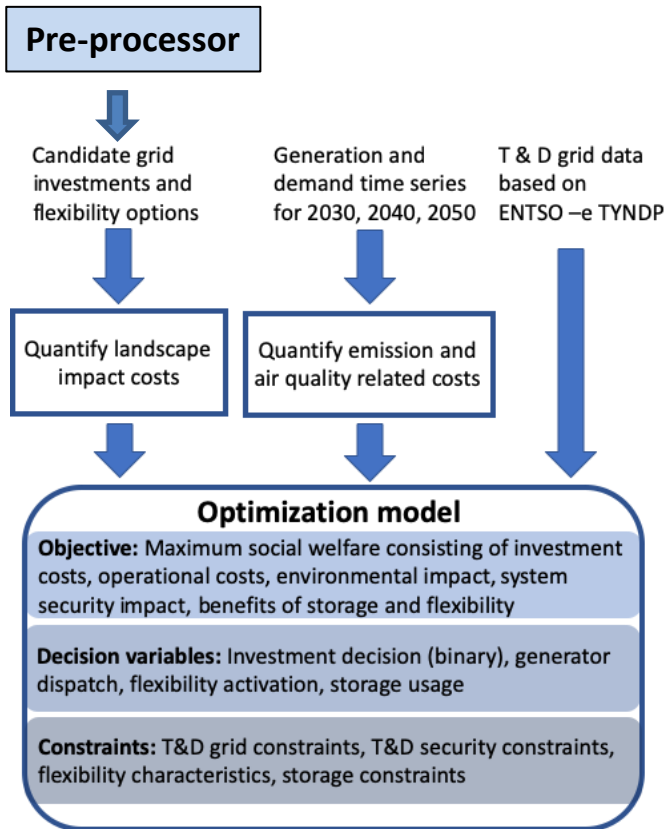 Pre-processor
Candidate grid
investments and
flexibility options
Generation and
demand time series
for 2030, 2040, 2050
T & D grid data
based on
ENTSO –e TYNDP
Quantify landscape
impact costs
Quantify emission and
air quality related costs
Optimization model
Objective: Maximum social welfare consisting of investment
costs, operational costs, environmental impact, system
security impact, benefits of storage and flexibility
Decision variables: Investment decision (binary), generator
dispatch, flexibility activation, storage usage
Constraints: T&D grid constraints, T&D security constraints,
flexibility characteristics, storage constraints